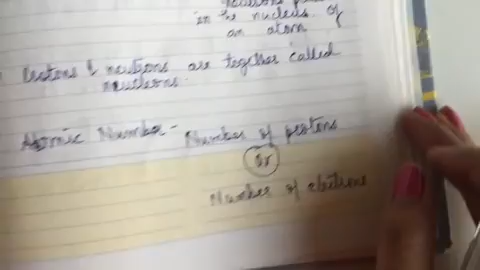 in the nucleus of
an atom
Protons & neutrons are together called
nucleons.
Atomic Number - Number of protons
Or
Number of electrons